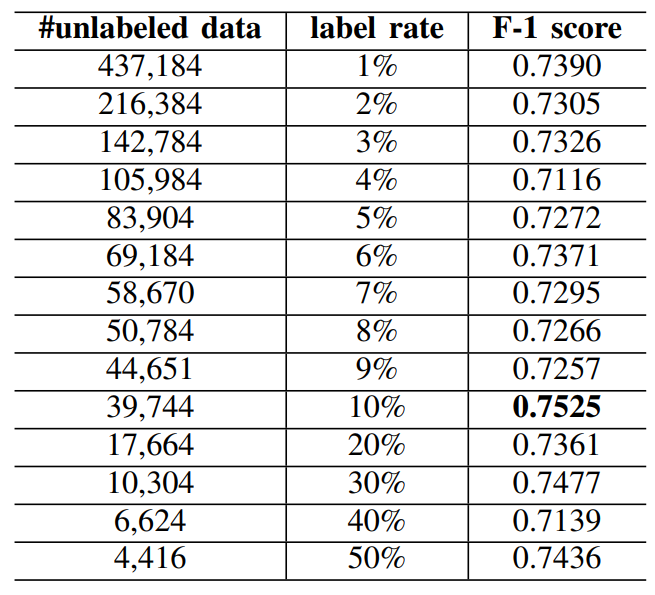 #unlabeled data label rate F-1 score
437,184 1% 0.7390
216,384 2% 0.7305
142,784 3% 0.7326
105,984 4% 0.7116
83,904 5% 0.7272
69,184 6% 0.7371
58,670 7% 0.7295
50,784 8% 0.7266
44,651 9% 0.7257
39,744 10% 0.7525
17,664 20% 0.7361
10,304 30% 0.7477
6,624 40% 0.7139
4,416 50% 0.7436